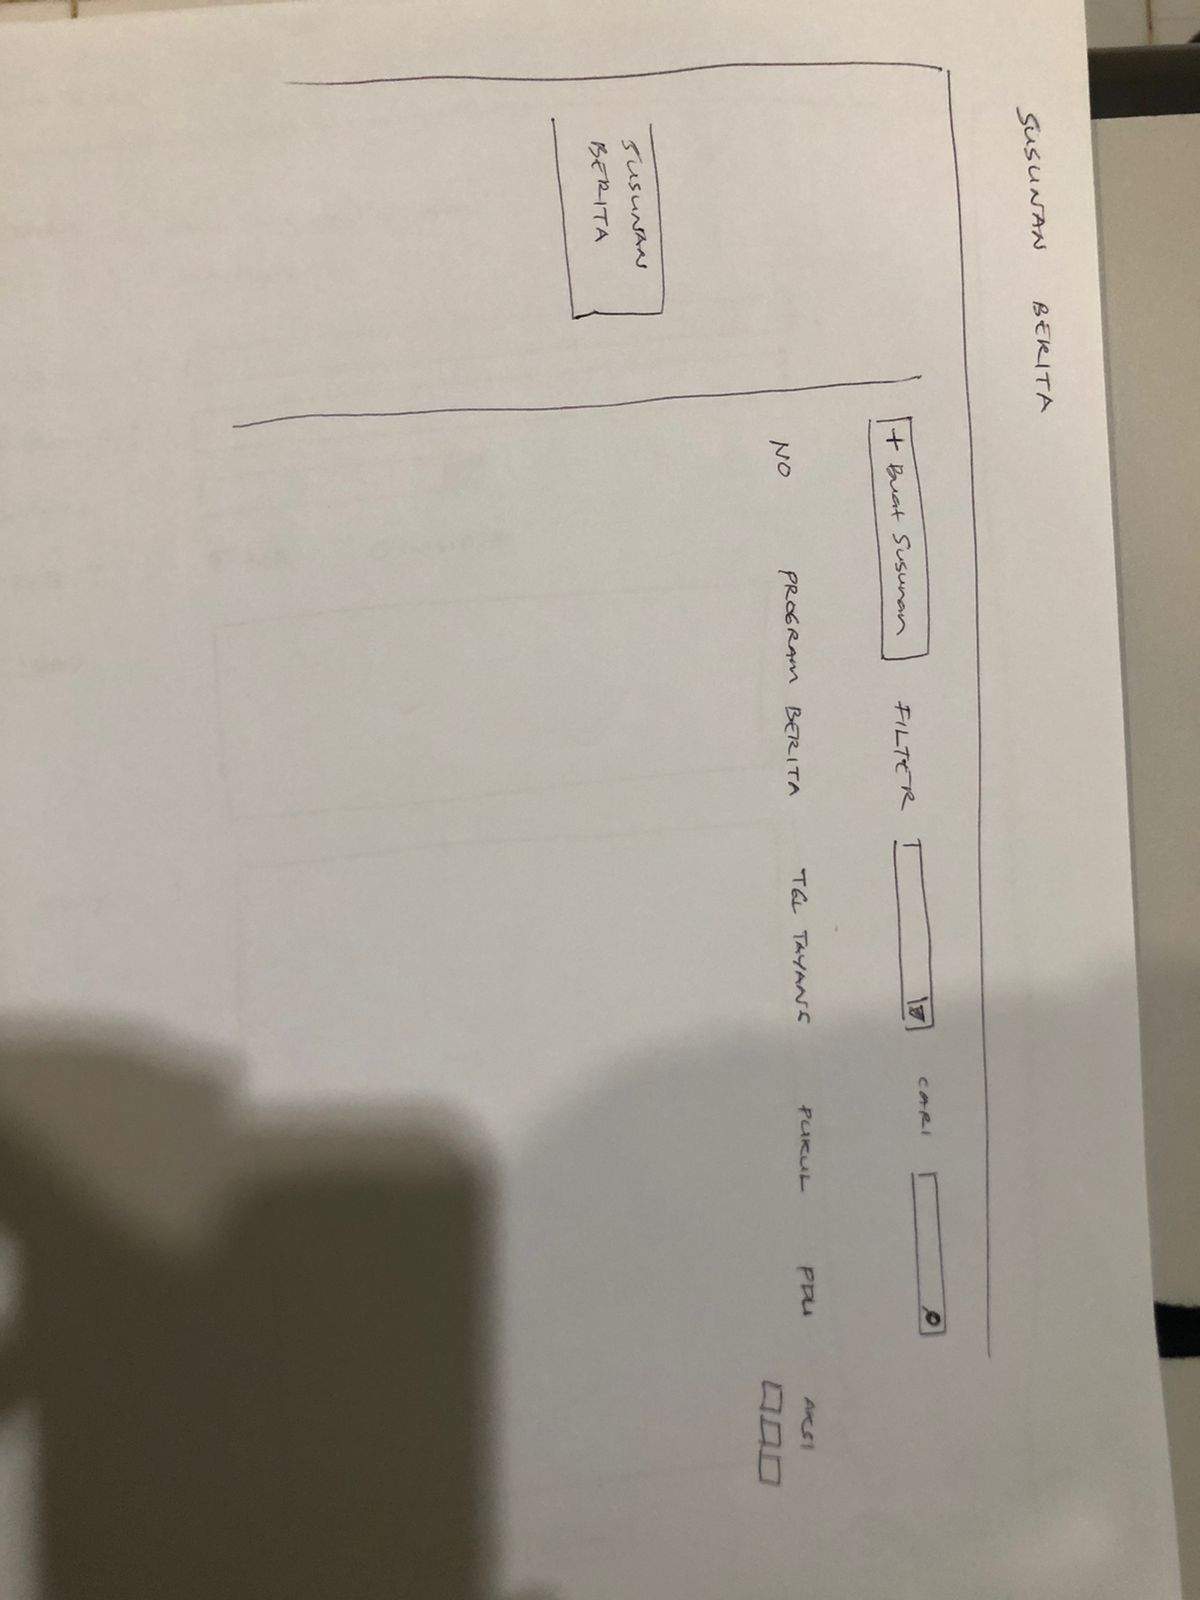 SUSUNAN BERITA
+ Buat Susunan FILTER CARI
NO PROGRAM BERITA TGL TAYANG PUKUL PDU AKSI
SUSUNAN
BERITA